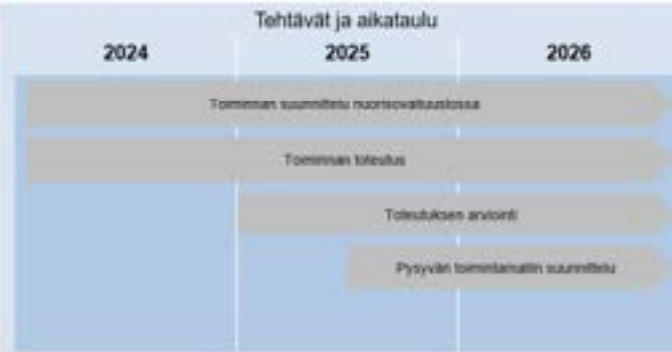 Tehtävät ja aikataulu
2024 2025 2026
Toiminnan suunnittelu nuorisovaltuustossa
Toiminnan toteutus
Toteutuksen arviointi
Pysyvän toimintamallin suunnittelu